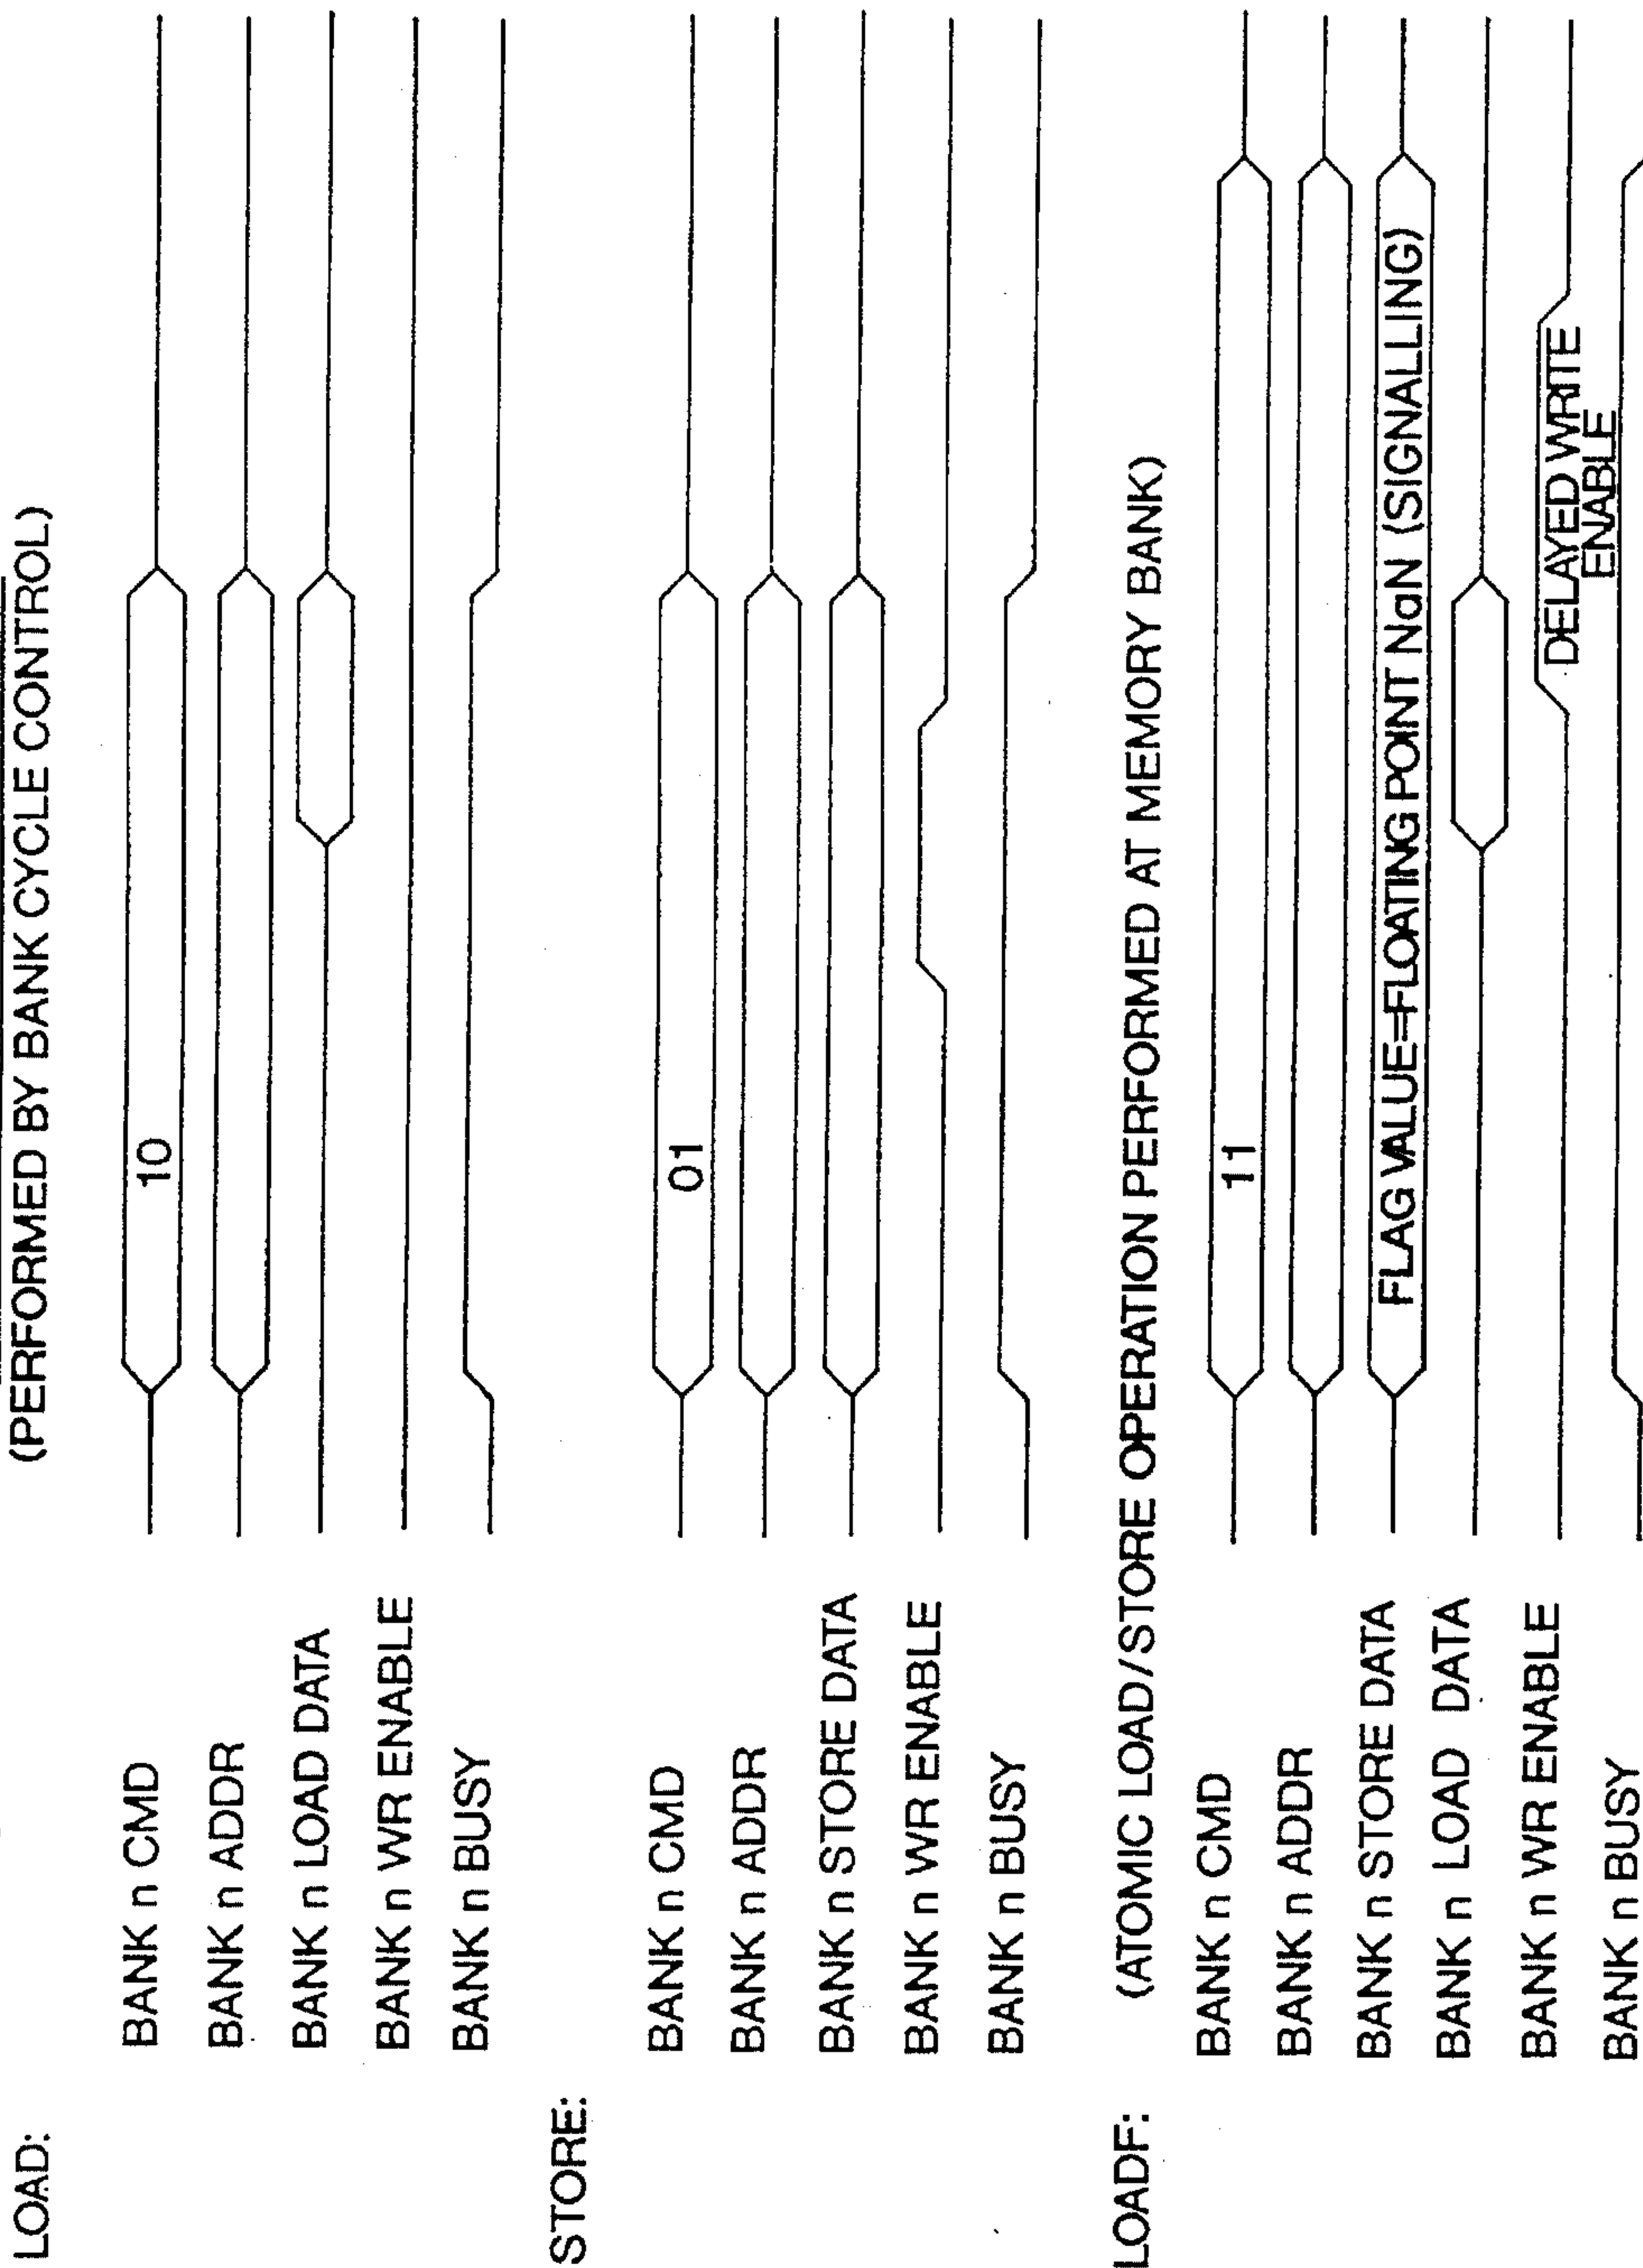 (PERFORMED BY BANK CYCLE CONTROL)
LOAD:
BANK n CMD
10
BANK n ADDR
BANK n LOAD DATA
BANK n WR ENABLE
BANK n BUSY
STORE:
BANK n CMD
01
BANK n ADDR
BANK n STORE DATA
BANK n WR ENABLE
BANK n BUSY
LOADF: (ATOMIC LOAD/STORE OPERATION PERFORMED AT MEMORY BANK)
BANK n CMD
11
BANK n ADDR
BANK n STORE DATA
FLAG VALUE=FLOATING POINT NaN (SIGNALLING)
BANK n LOAD DATA
BANK n WR ENABLE
DELAYED WRITE
ENABLE
BANK n BUSY